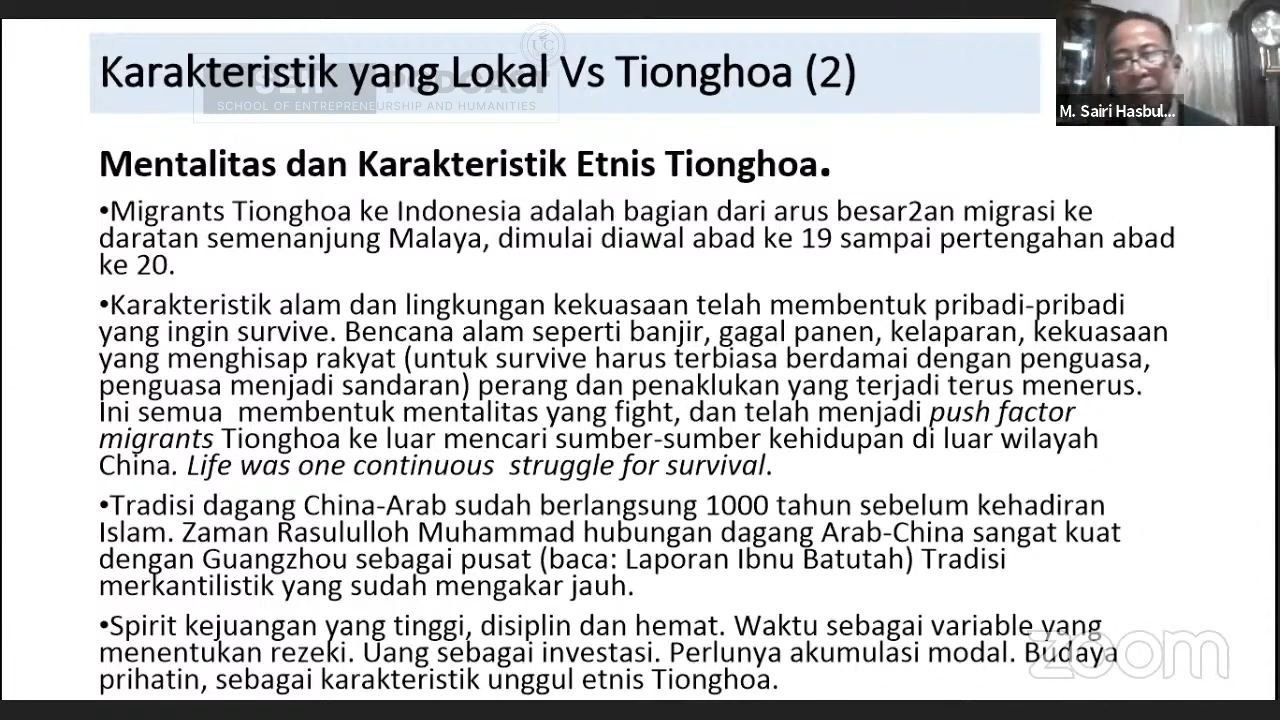 Karakteristik yang Lokal Vs Tionghoa (2)
PODCAST
SCHOOL OF ENTREPRENEURSHIP AND HUMANITIES
M. Sairi Hasbul...
Mentalitas dan Karakteristik Etnis Tionghoa.
•Migrants Tionghoa ke Indonesia adalah bagian dari arus besar2an migrasi ke
daratan semenanjung Malaya, dimulai diawal abad ke 19 sampai pertengahan abad
ke 20.
•Karakteristik alam dan lingkungan kekuasaan telah membentuk pribadi-pribadi
yang ingin survive. Bencana alam seperti banjir, gagal panen, kelaparan, kekuasaan
yang menghisap rakyat (untuk survive harus terbiasa berdamai dengan penguasa,
penguasa menjadi sandaran) perang dan penaklukan yang terjadi terus menerus.
Ini semua  membentuk mentalitas yang fight, dan telah menjadi push factor
migrants Tionghoa ke luar mencari sumber-sumber kehidupan di luar wilayah
China. Life was one continuous  struggle for survival.
•Tradisi dagang China-Arab sudah berlangsung 1000 tahun sebelum kehadiran
Islam. Zaman Rasululloh Muhammad hubungan dagang Arab-China sangat kuat
dengan Guangzhou sebagai pusat (baca: Laporan Ibnu Batutah) Tradisi
merkantilistik yang sudah mengakar jauh.
•Spirit kejuangan yang tinggi, disiplin dan hemat. Waktu sebagai variable yang
menentukan rezeki. Uang sebagai investasi. Perlunya akumulasi modal. Budaya
prihatin, sebagai karakteristik unggul etnis Tionghoa.
zoom